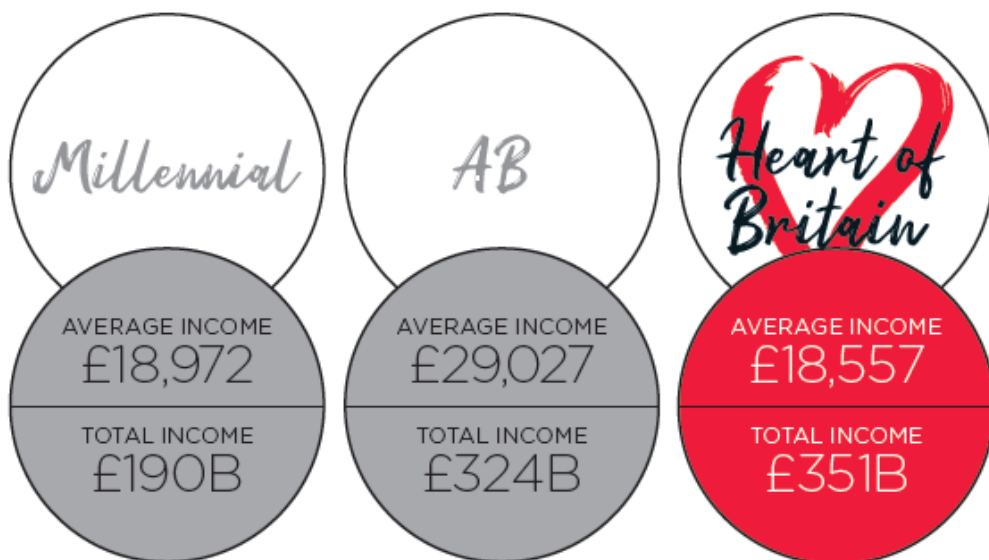 Millennial
AVERAGE INCOME
£18,972
TOTAL INCOME
£190B
AB
AVERAGE INCOME
£29,027
TOTAL INCOME
£324B
Heart of
Britain
AVERAGE INCOME
£18,557
TOTAL INCOME
£351B